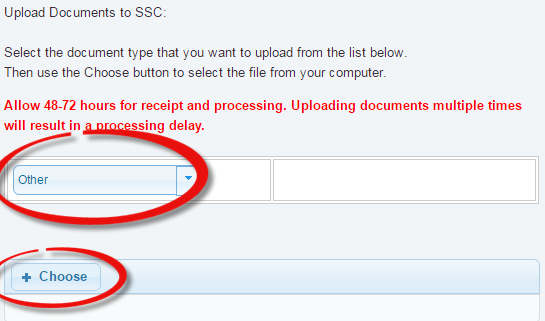 Upload Documents to SSC:
Select the document type that you want to upload from the list below.
Then use the Choose button to select the file from your computer.
Allow 48-72 hours for receipt and processing. Uploading documents multiple times
will result in a processing delay.
Other
+ Choose